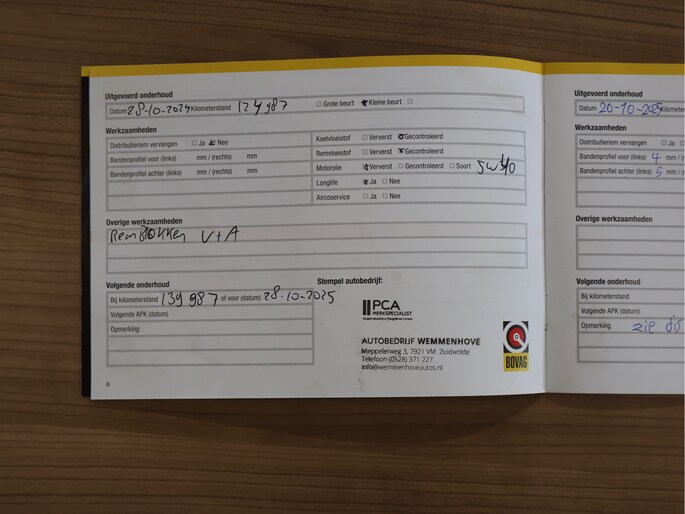 Uitgevoerd onderhoud
Datum 28-10-2024 Kilometerstand 124987 Grote beurt Kleine beurt
Werkzaamheden
Distributieriem vervangen Ja Nee
Bandenprofiel voor (links) mm / (rechts) mm
Bandenprofiel achter (links) mm / (rechts) mm
Koelvloeistof Ververst Gecontroleerd
Remvloeistof Ververst Gecontroleerd
Motorolie Ververst Gecontroleerd Soort 5w40
Longlife Ja Nee
Aircoservice Ja Nee
Overige werkzaamheden
Remblokken V+A
Volgende onderhoud
Bij kilometerstand 139987 of voor (datum) 28-10-2025
Volgende APK (datum)
Opmerking
Stempel autobedrijf:
PCA
MERKSPECIALIST
AUTOBEDRIJF WEMMENHOVE
Meppelerweg 3, 7921 VM Zuidwolde
Telefoon (0528) 371 227
info@wemmenhoveautos.nl
BOVAG
8
Uitgevoerd onderhoud
Datum 20-10-2025 Kilome
Werkzaamheden
Distributieriem vervangen Ja
Bandenprofiel voor (links) 4 m
Bandenprofiel achter (links) 5 m
Overige werkzaamheden
Volgende onderhoud
Bij kilometerstand
Volgende APK (datum)
Opmerking zie